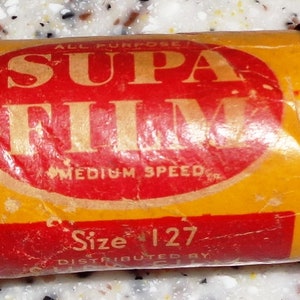 ALL PURPOSE
SUPA
FILM
MEDIUM SPEED
Size 127
DISTRIBUTED BY